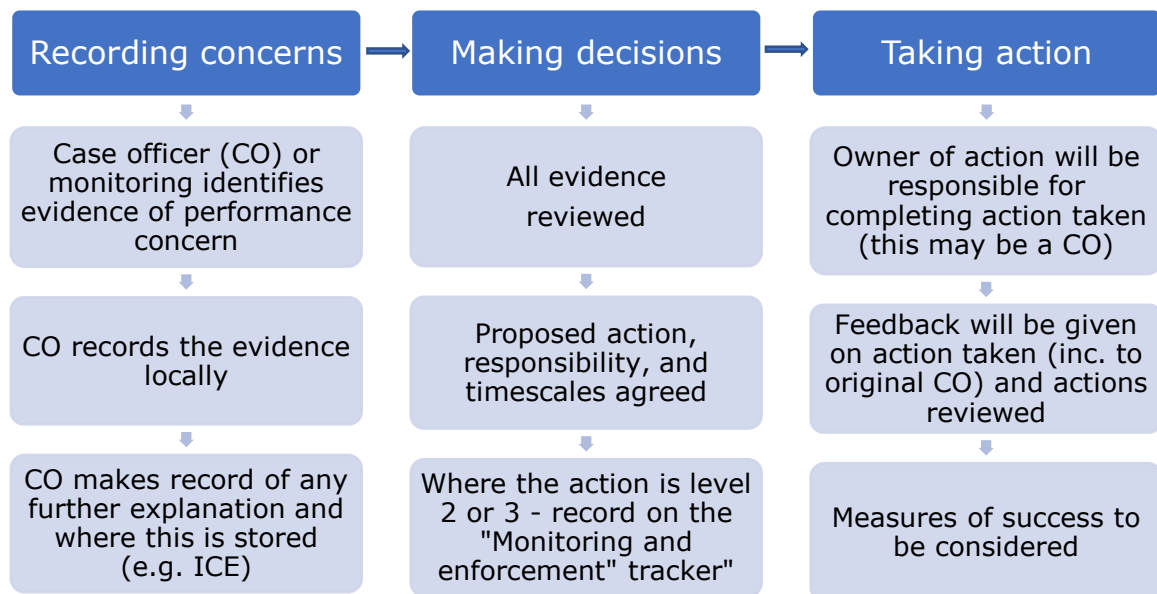 Recording concerns
Case officer (CO) or
monitoring identifies
evidence of performance
concern
CO records the evidence
locally
CO makes record of any
further explanation and
where this is stored
(e.g. ICE)
Making decisions
All evidence
reviewed
Proposed action,
responsibility, and
timescales agreed
Where the action is level
2 or 3 - record on the
"Monitoring and
enforcement" tracker"
Taking action
Owner of action will be
responsible for
completing action taken
(this may be a CO)
Feedback will be given
on action taken (inc. to
original CO) and actions
reviewed
Measures of success to
be considered